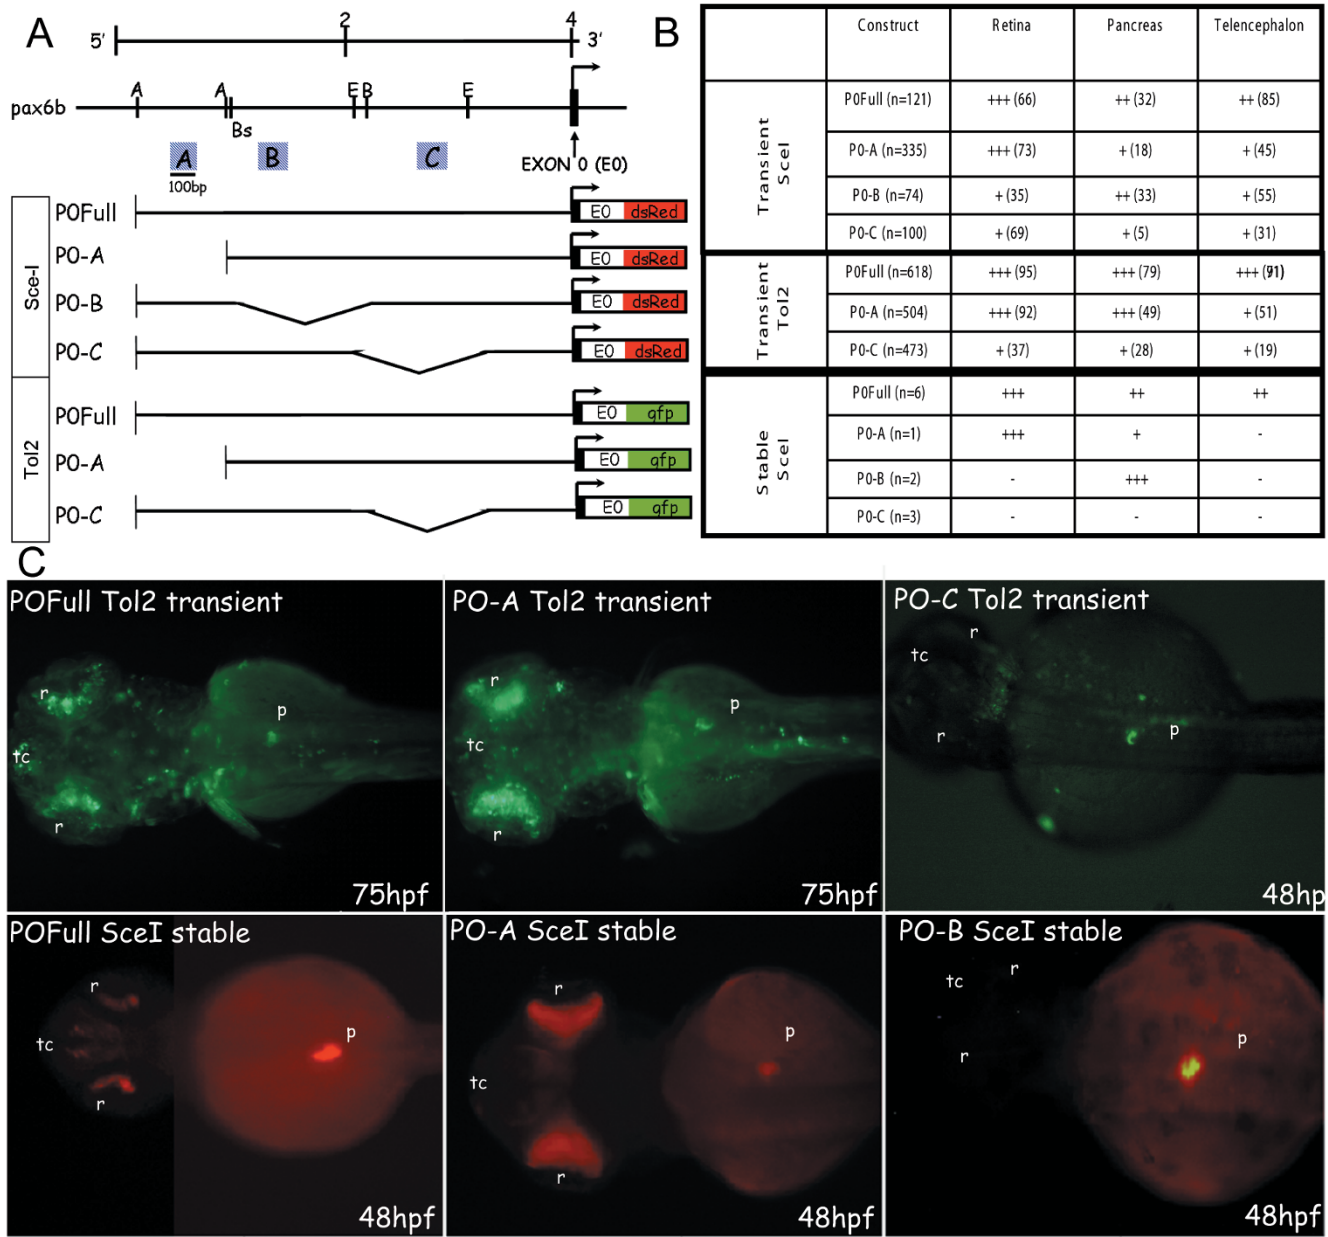 A
2
4
5'
3'
A
A
E
B
E
pax6b
Bs
A
B
C
100bp
EXON 0 (E0)
Sce-I
P0Full
E0
dsRed
P0-A
E0
dsRed
P0-B
E0
dsRed
P0-C
E0
dsRed
Tol2
P0Full
E0
gfp
P0-A
E0
gfp
P0-C
E0
gfp
B
Construct
Retina
Pancreas
Telencephalon
Transient
SceI
P0Full (n=121)
+++ (66)
++ (32)
++ (85)
P0-A (n=335)
+++ (73)
+ (18)
+ (45)
P0-B (n=74)
+ (35)
++ (33)
+ (55)
P0-C (n=100)
+ (69)
+ (5)
+ (31)
Transient
Tol2
P0Full (n=618)
+++ (95)
+++ (79)
+++
P0-A (n=504)
+++ (92)
+++ (49)
+ (51)
P0-C (n=473)
+ (37)
+ (28)
+ (19)
Stable
SceI
P0Full (n=6)
+++
++
++
P0-A (n=1)
+++
+
-
P0-B (n=2)
-
+++
-
P0-C (n=3)
-
-
-
C
P0Full Tol2 transient
r
p
tc
r
75hpf
P0-A Tol2 transient
r
p
tc
r
75hpf
P0-C Tol2 transient
r
tc
r
p
48hp
P0Full SceI stable
r
p
tc
r
48hpf
P0-A SceI stable
r
p
tc
r
48hpf
P0-B SceI stable
r
tc
p
r
48hpf